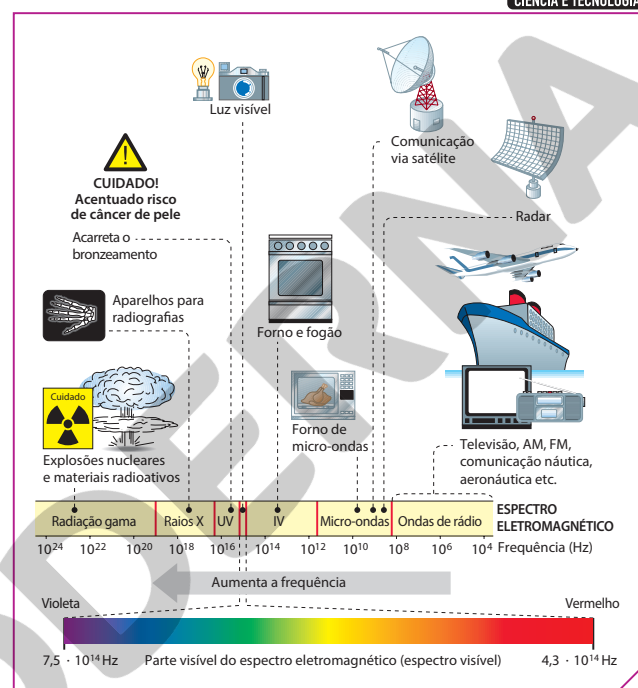 CIÊNCIA E TECNOLOGIA
Luz visível
Comunicação
via satélite
CUIDADO!
Acentuado risco
de câncer de pele
Radar
Acarreta o
bronzeamento
Aparelhos para
radiografias
Forno e fogão
Cuidado
Forno de
micro-ondas
Explosões nucleares
e materiais radioativos
Televisão, AM, FM,
comunicação náutica,
aeronáutica etc.
Radiação gama Raios X UV IV Micro-ondas Ondas de rádio
ESPECTRO
ELETROMAGNÉTICO
10²⁴ 10²² 10²⁰ 10¹⁸ 10¹⁶ 10¹⁴ 10¹² 10¹⁰ 10⁸ 10⁶ 10⁴ Frequência (Hz)
Aumenta a frequência
Violeta Vermelho
7,5 · 10¹⁴ Hz Parte visível do espectro eletromagnético (espectro visível) 4,3 · 10¹⁴ Hz
MODERNA